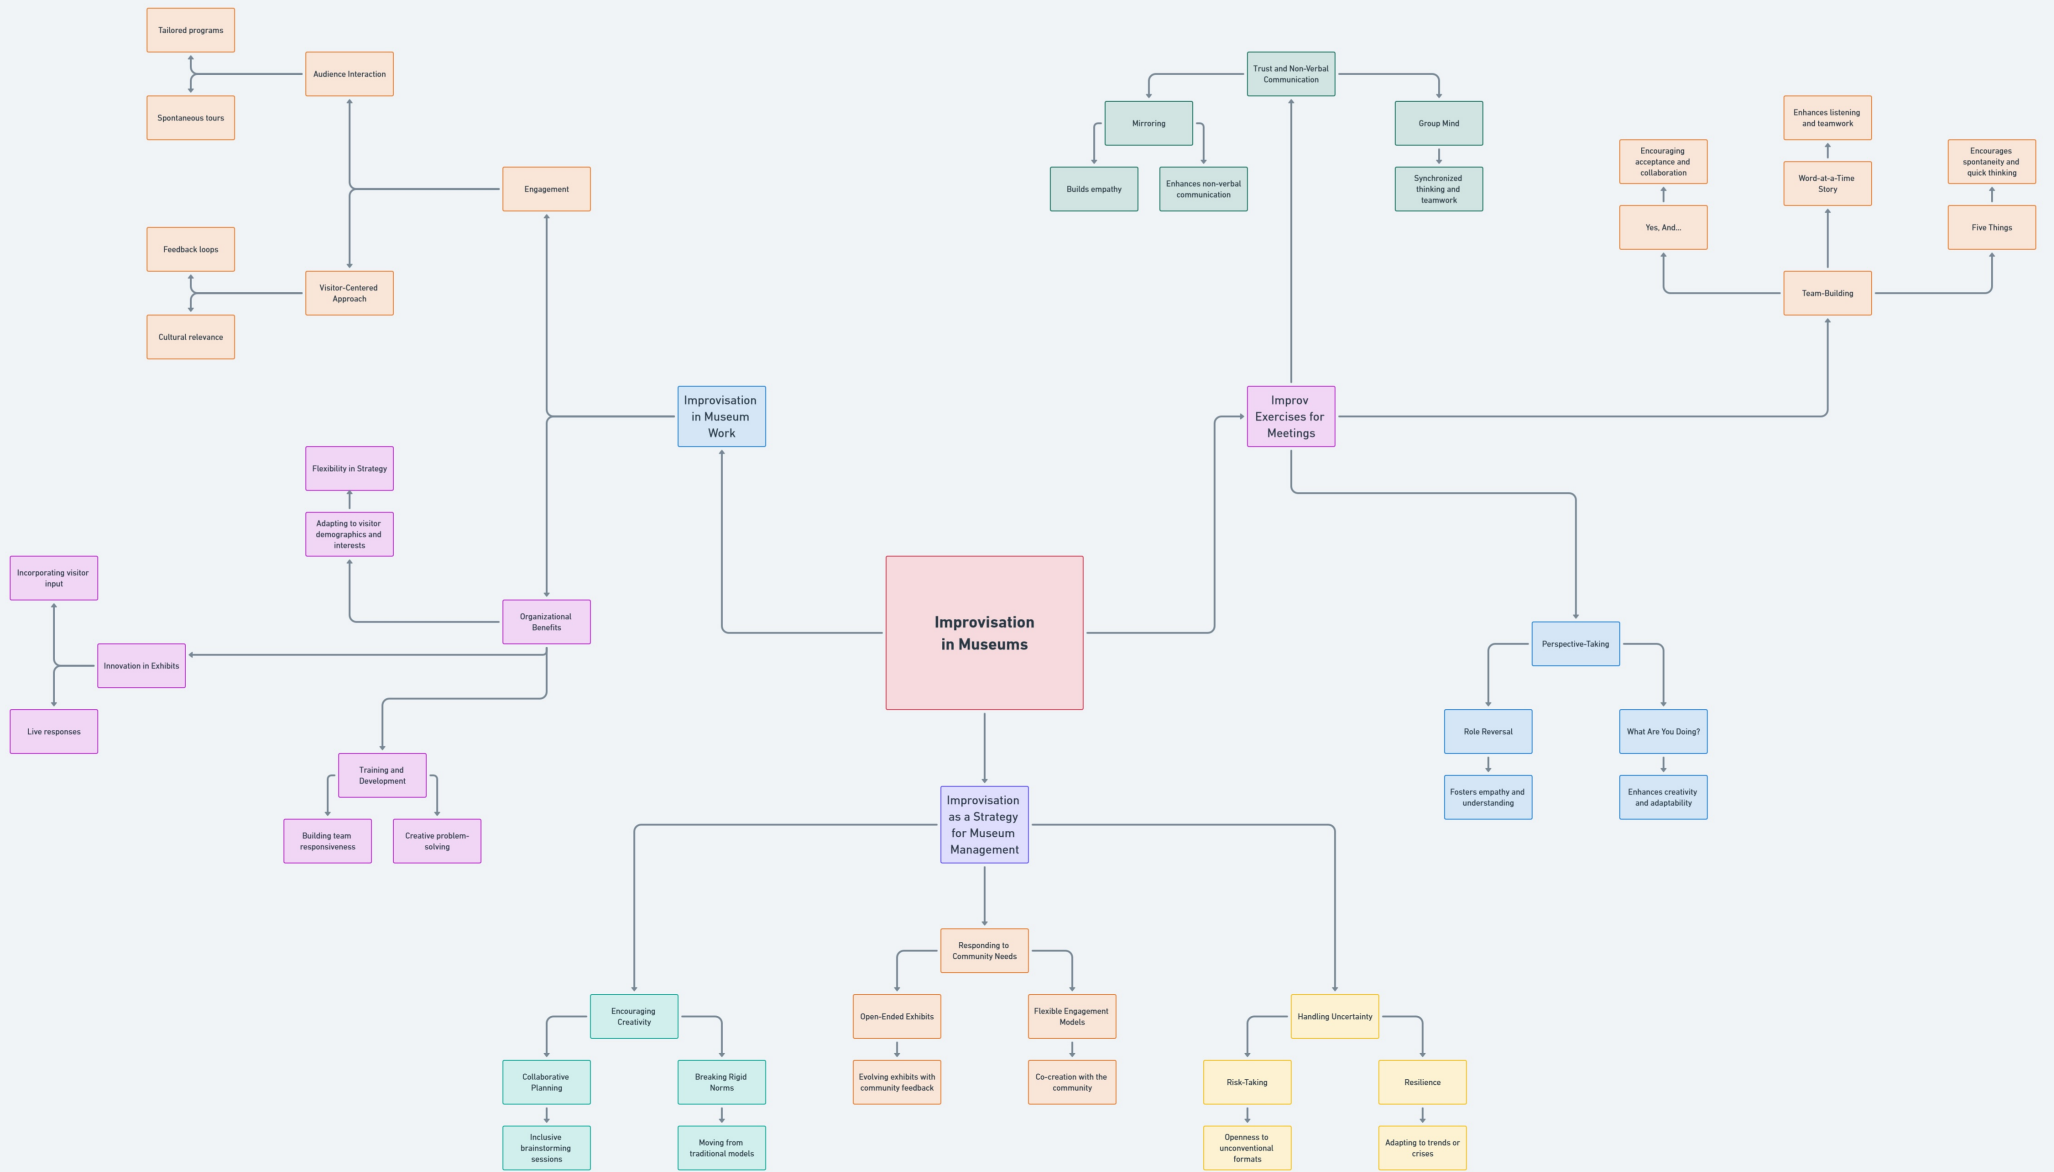 Tailored programs
Audience Interaction
Spontaneous tours
Engagement
Feedback loops
Visitor-Centered
Approach
Cultural relevance
Improvisation
in Museum
Work
Flexibility in Strategy
Adapting to visitor
demographics and
interests
Incorporating visitor
input
Organizational
Benefits
Innovation in Exhibits
Live responses
Training and
Development
Building team
responsiveness
Creative problem-
solving
Trust and Non-Verbal
Communication
Mirroring
Group Mind
Builds empathy
Enhances non-verbal
communication
Synchronized
thinking and
teamwork
Enhances listening
and teamwork
Encouraging
acceptance and
collaboration
Word-at-a-Time
Story
Encourages
spontaneity and
quick thinking
Yes, And...
Five Things
Team-Building
Improv
Exercises for
Meetings
Improvisation
in Museums
Perspective-Taking
Role Reversal
What Are You Doing?
Fosters empathy and
understanding
Enhances creativity
and adaptability
Improvisation
as a Strategy
for Museum
Management
Responding to
Community Needs
Encouraging
Creativity
Open-Ended Exhibits
Flexible Engagement
Models
Handling Uncertainty
Collaborative
Planning
Breaking Rigid
Norms
Evolving exhibits with
community feedback
Co-creation with the
community
Risk-Taking
Resilience
Inclusive
brainstorming
sessions
Moving from
traditional models
Openness to
unconventional
formats
Adapting to trends or
crises